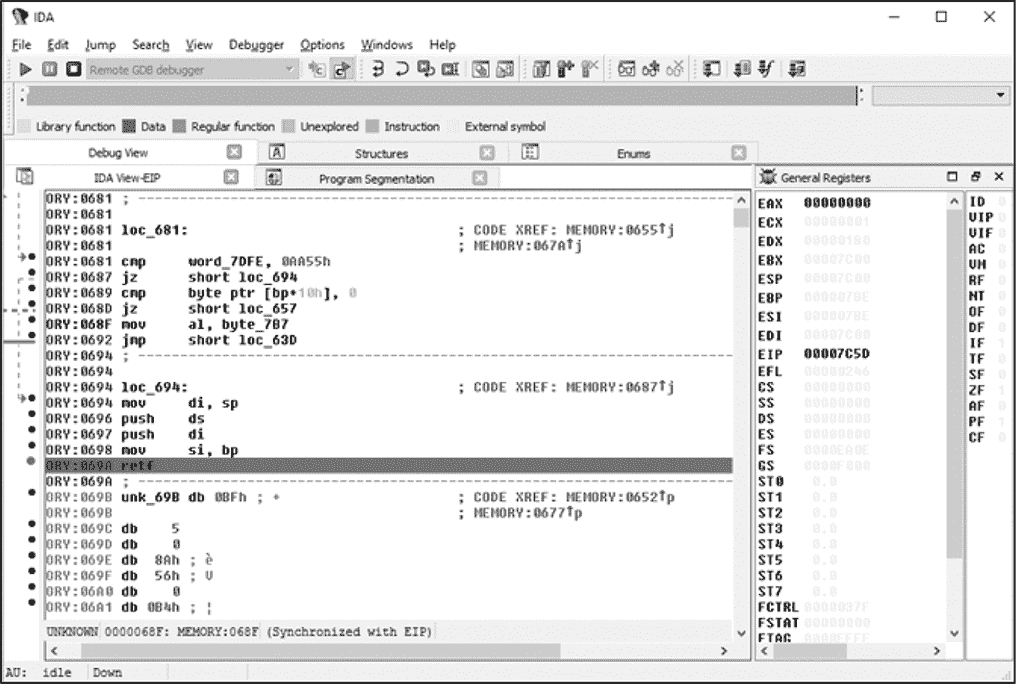 IDA
File Edit Jump Search View Debugger Options Windows Help
Remote GDB debugger
Library function Data Regular function Unexplored Instruction External symbol
Debug View Structures Enums
IDA View-EIP Program Segmentation
ORY:0681 ; ---------------------------------------------------------------------------
ORY:0681
ORY:0681 loc_681: ; CODE XREF: MEMORY:0655↑j
ORY:0681 ; MEMORY:067A↑j
ORY:0681 cmp word_7DFE, 0AA55h
ORY:0687 jz short loc_694
ORY:0689 cmp byte ptr [bp+10h], 0
ORY:068D jz short loc_657
ORY:068F mov al, byte_7B7
ORY:0692 jmp short loc_63D
ORY:0694 ; ---------------------------------------------------------------------------
ORY:0694
ORY:0694 loc_694: ; CODE XREF: MEMORY:0687↑j
ORY:0694 mov di, sp
ORY:0696 push ds
ORY:0697 push di
ORY:0698 mov si, bp
ORY:069A retf
ORY:069A ; ---------------------------------------------------------------------------
ORY:069B unk_69B db 0BFh ; + ; CODE XREF: MEMORY:0652↑p
ORY:069B ; MEMORY:0677↑p
ORY:069C db 5
ORY:069D db 0
ORY:069E db 8Ah ; è
ORY:069F db 56h ; V
ORY:06A0 db 0
ORY:06A1 db 0B4h ; ¦
UNKNOWN 0000068F: MEMORY:068F (Synchronized with EIP)
General Registers
EAX 00000000
ECX 00000001
EDX 00000180
EBX 00007C00
ESP 00007C00
EBP 000007BE
ESI 000007BE
EDI 00007C00
EIP 00007C5D
EFL 00000246
CS 00000000
SS 00000000
DS 00000000
ES 00000000
FS 0000EA0E
GS 0000F000
ST0 0.0
ST1 0.0
ST2 0.0
ST3 0.0
ST4 0.0
ST5 0.0
ST6 0.0
ST7 0.0
FCTRL 0000037F
FSTAT 00000000
FTAG 0000FFFF
ID 0
VIP 0
VIF 0
AC 0
VM 0
RF 0
NT 0
OF 0
DF 0
IF 1
TF 0
SF 0
ZF 1
AF 0
PF 1
CF 0
AU: idle Down